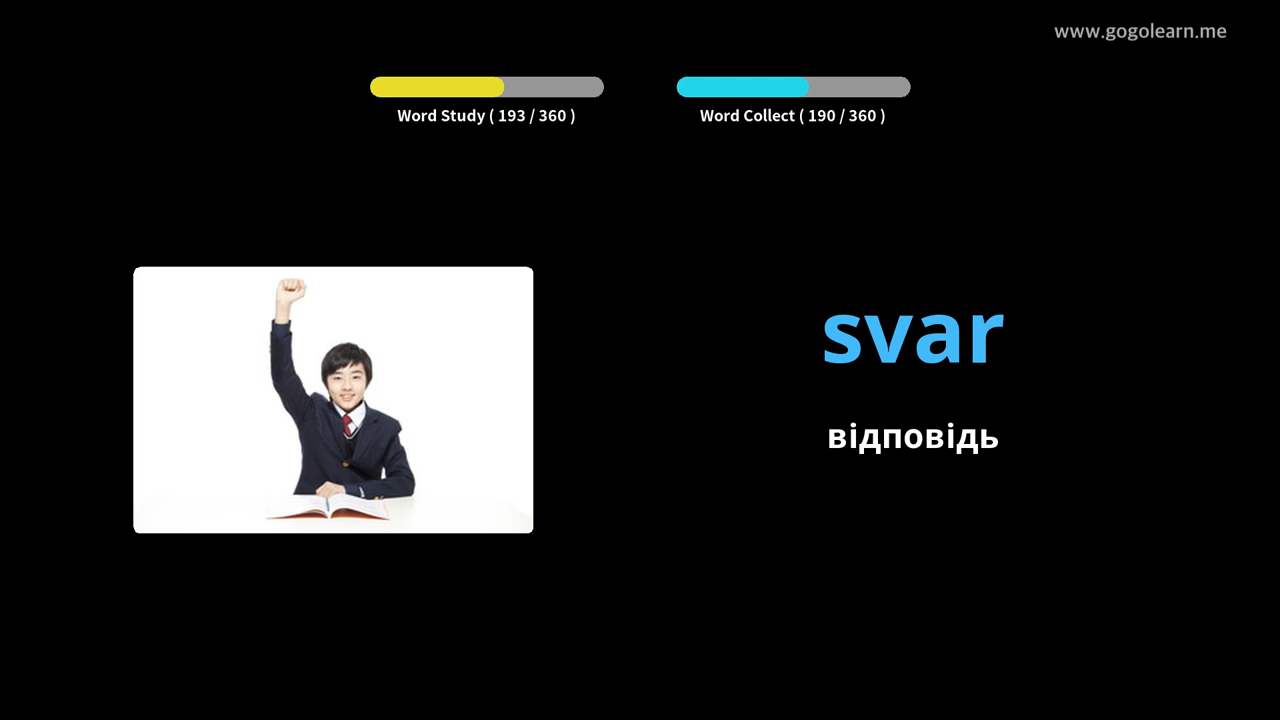 www.gogolearn.me
Word Study ( 193 / 360 )
Word Collect ( 190 / 360 )
svar
відповідь